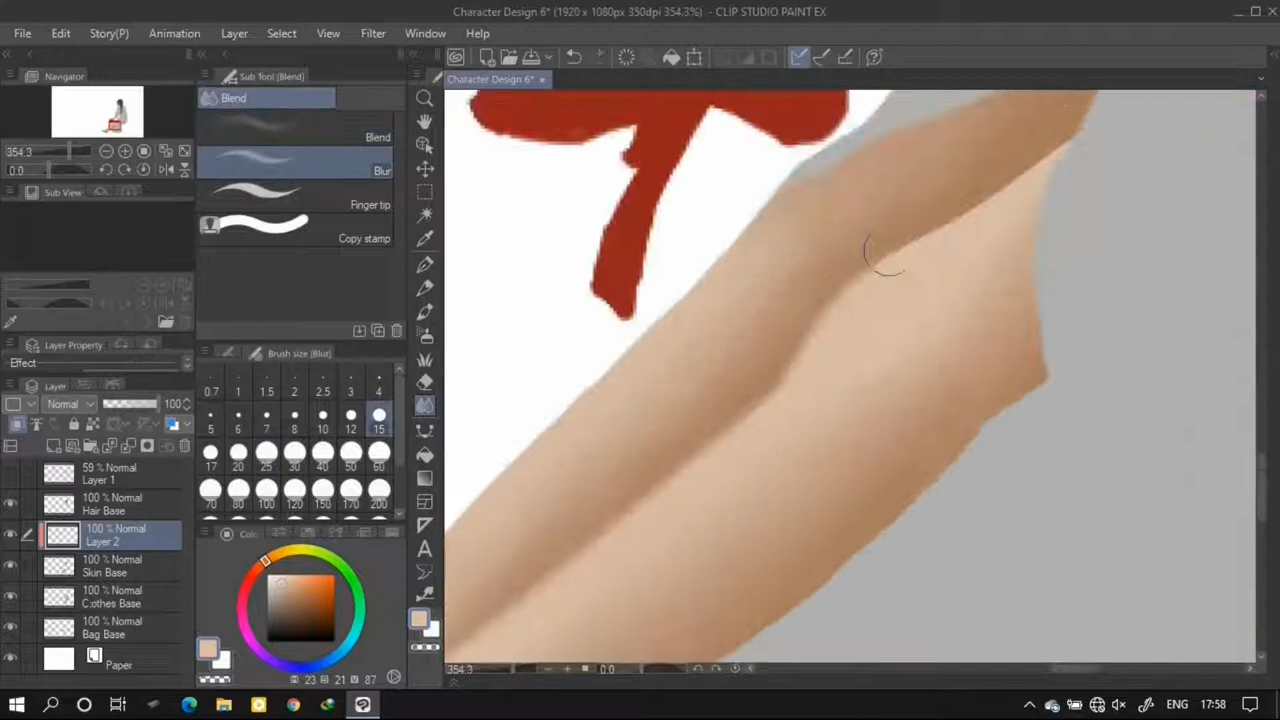 Character Design 6* (1920 x 1080px 350dpi 354.3%) - CLIP STUDIO PAINT EX
File Edit Story(P) Animation Layer Select View Filter Window Help
Navigator
354.3
0.0
Sub View
Layer Property
Effect
Layer
Normal 100
59 % Normal
Layer 1
100 % Normal
Hair Base
100 % Normal
Layer 2
100 % Normal
Skin Base
100 % Normal
C:othes Base
100 % Normal
Bag Base
Paper
Sub Tool [Blend]
Blend
Blend
Blur
Finger tip
Copy stamp
Brush size [Blur]
0.7 1 1.5 2 2.5 3 4
5 6 7 8 10 12 15
17 20 25 30 40 50 60
70 80 100 120 150 170 200
Colc
23 21 V 87
Character Design 6*
354.3 0.0
ENG 17:58